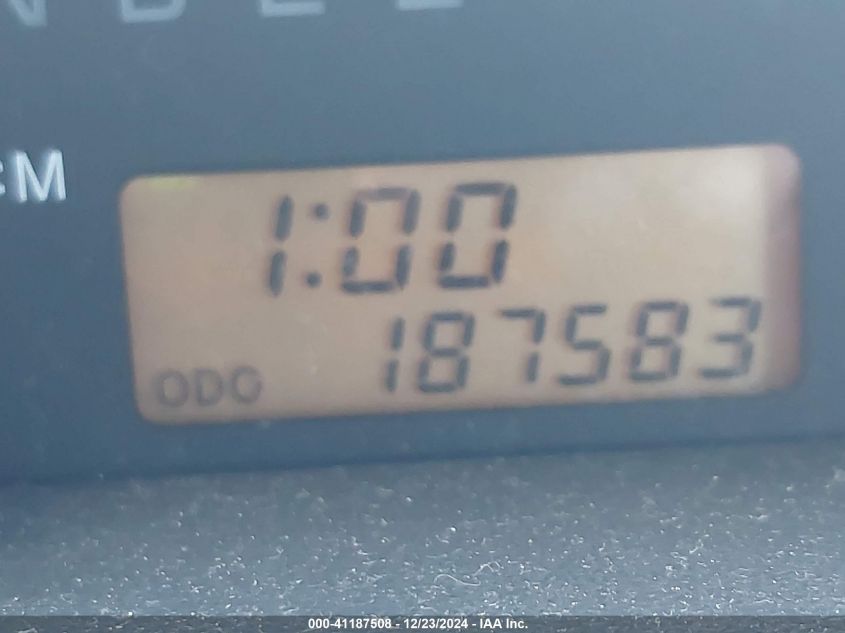 1:00
ODO 187583
000-41187508 - 12/23/2024 - IAA Inc.